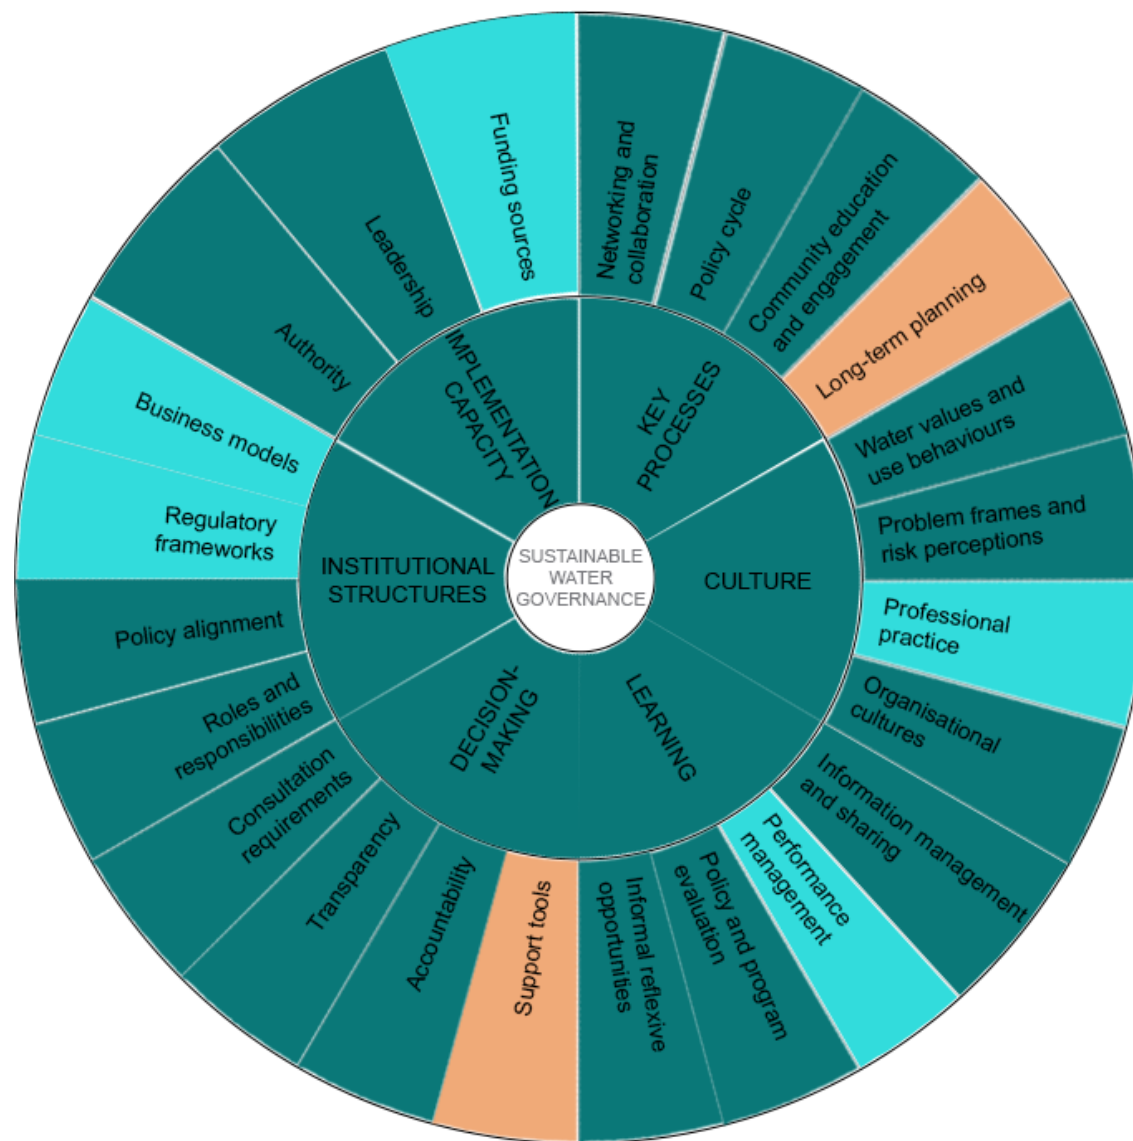 SUSTAINABLE
WATER
GOVERNANCE
KEY
PROCESSES
CULTURE
LEARNING
DECISION-
MAKING
INSTITUTIONAL
STRUCTURES
IMPLEMENTATION
CAPACITY
Networking and
collaboration
Policy cycle
Community education
and engagement
Long-term planning
Water values and
use behaviours
Problem frames and
risk perceptions
Professional
practice
Organisational
cultures
Information management
and sharing
Performance
management
Policy and program
evaluation
Informal reflexive
opportunities
Support tools
Accountability
Transparency
Consultation
requirements
Roles and
responsibilities
Policy alignment
Regulatory
frameworks
Business models
Authority
Leadership
Funding sources